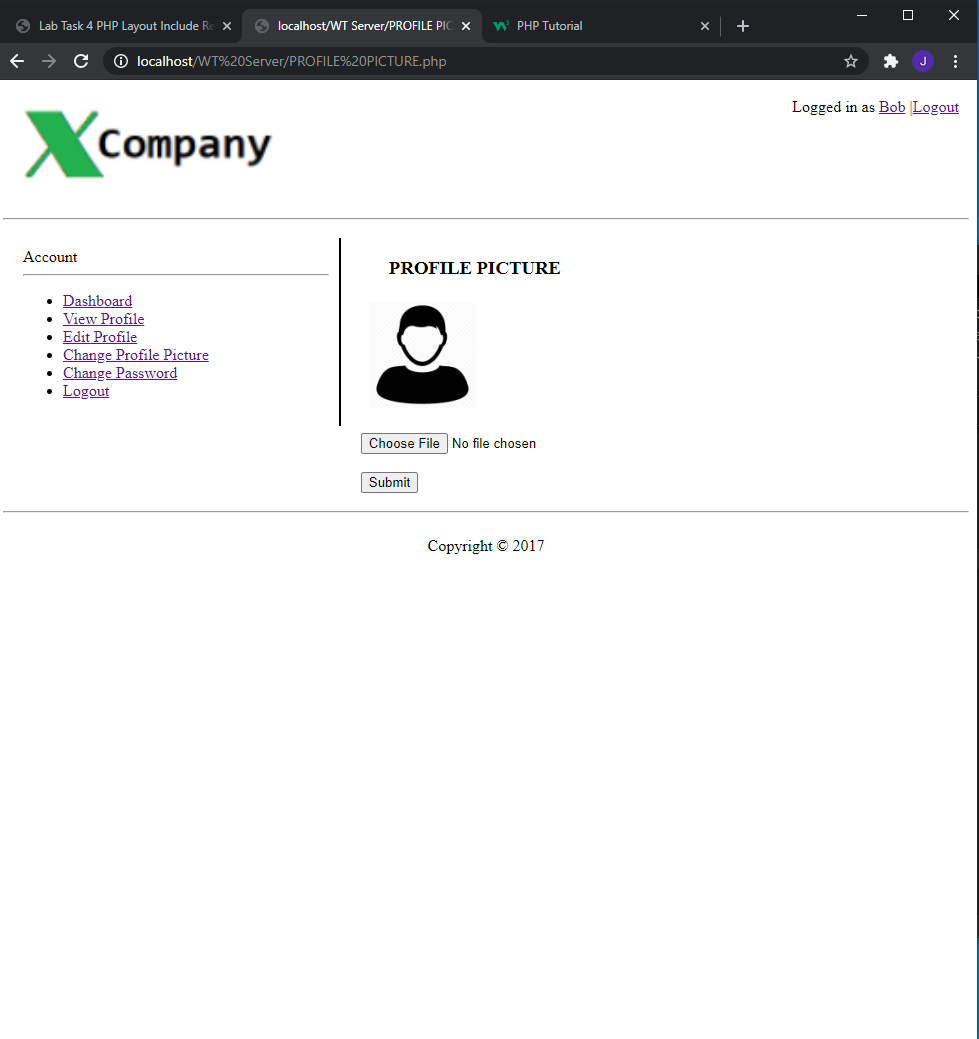 Lab Task 4 PHP Layout Include Re
localhost/WT Server/PROFILE PIC
PHP Tutorial
localhost/WT%20Server/PROFILE%20PICTURE.php
J
X Company
Logged in as Bob |Logout
Account
Dashboard
View Profile
Edit Profile
Change Profile Picture
Change Password
Logout
PROFILE PICTURE
Choose File No file chosen
Submit
Copyright © 2017